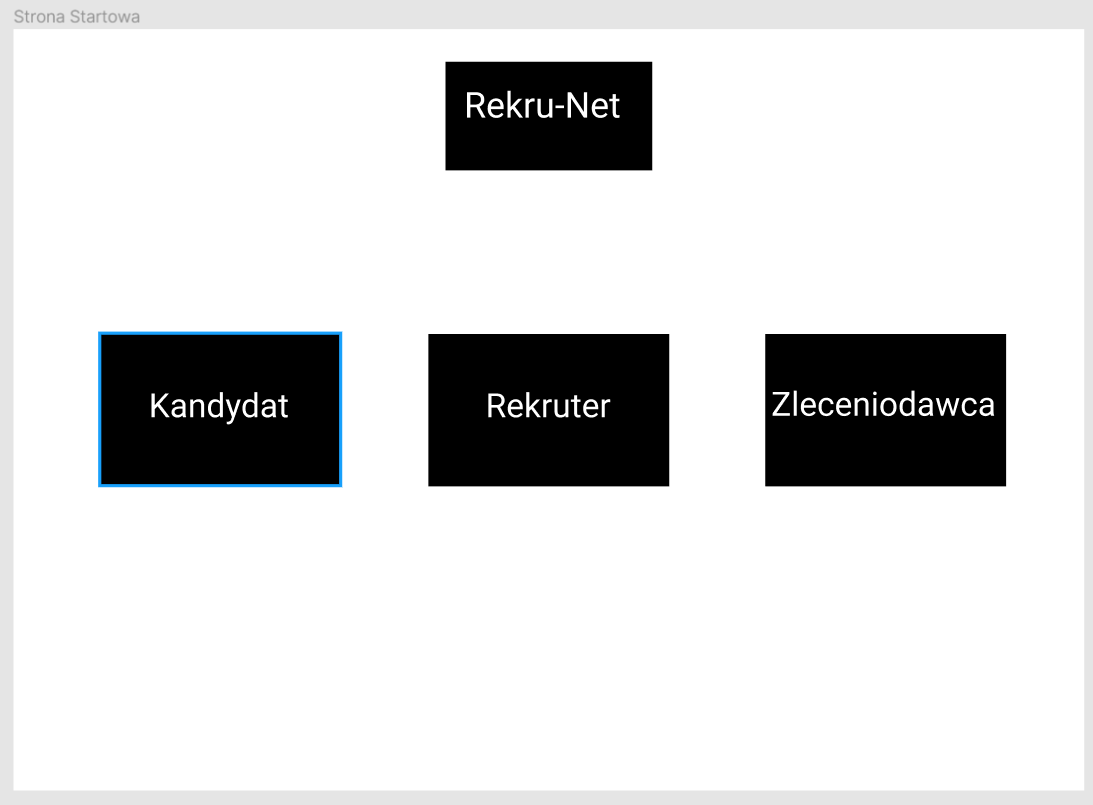 Strona Startowa
Rekru-Net
Kandydat
Rekruter
Zleceniodawca